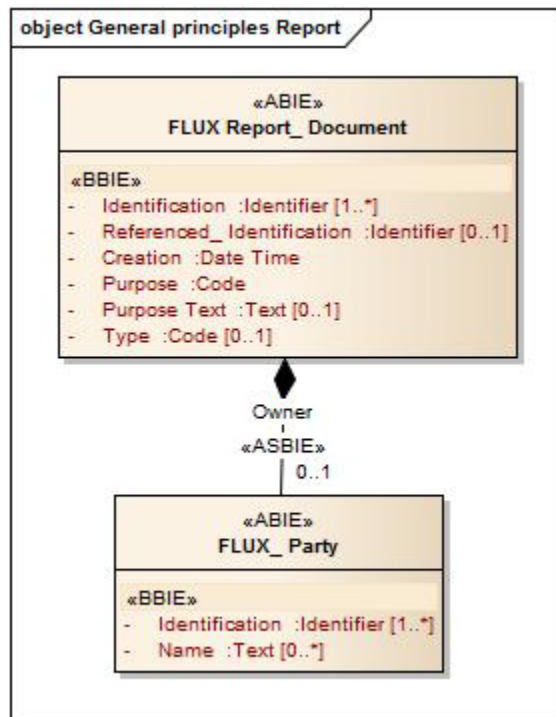 object General principles Report
«ABIE»
FLUX Report_ Document
«BBIE»
- Identification :Identifier [1..*]
- Referenced_ Identification :Identifier [0..1]
- Creation :Date Time
- Purpose :Code
- Purpose Text :Text [0..1]
- Type :Code [0..1]
Owner
«ASBIE»
0..1
«ABIE»
FLUX_ Party
«BBIE»
- Identification :Identifier [1..*]
- Name :Text [0..*]